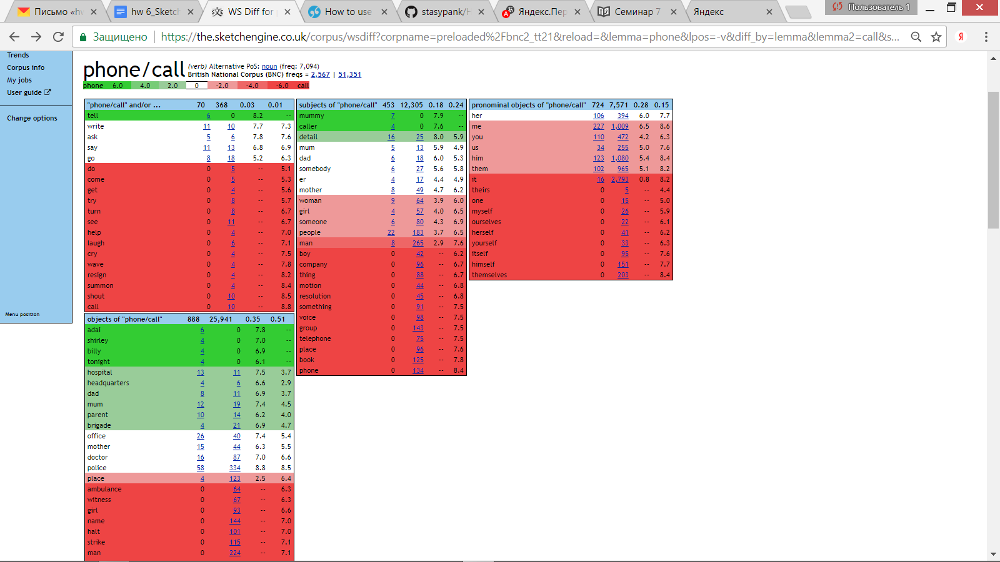 Письмо «hw
hw 6_Sketch
WS Diff for p
How to use
stasypank/H
Яндекс.Пер
Семинар 7
Яндекс
Пользователь 1
Защищено
https://the.sketchengine.co.uk/corpus/wsdiff?corpname=preloaded%2Fbnc2_tt21&reload=&lemma=phone&lpos=-v&diff_by=lemma&lemma2=call&s...
Trends
Corpus info
My jobs
User guide
Change options
Menu position
phone/call (verb) Alternative PoS: noun (freq: 7,094)
British National Corpus (BNC) freqs = 2,567 | 51,351
phone 6.0 4.0 2.0 0 -2.0 -4.0 -6.0 call
"phone/call" and/or ... 70 368 0.03 0.01
tell 6 0 8.2 --
write 11 10 7.7 7.3
ask 5 6 7.8 7.6
say 11 13 6.8 6.9
go 8 18 5.2 6.3
do 0 5 -- 5.1
come 0 5 -- 5.3
get 0 4 -- 5.6
try 0 8 -- 5.7
turn 0 8 -- 6.7
see 0 11 -- 6.7
help 0 4 -- 7.0
laugh 0 6 -- 7.1
cry 0 4 -- 7.5
wave 0 4 -- 7.8
resign 0 4 -- 8.2
summon 0 4 -- 8.4
shout 0 10 -- 8.5
call 0 10 -- 8.8
objects of "phone/call" 888 25,941 0.35 0.51
adai 6 0 7.8 --
shirley 4 0 7.0 --
billy 4 0 6.9 --
tonight 4 0 6.1 --
hospital 13 11 7.5 3.7
headquarters 4 6 6.6 2.9
dad 8 11 6.9 3.7
mum 12 19 7.4 4.5
parent 10 14 6.2 4.0
brigade 4 21 6.9 4.7
office 26 40 7.4 5.4
mother 15 44 6.3 5.5
doctor 16 87 7.0 6.6
police 58 334 8.8 8.5
place 4 123 2.5 6.4
ambulance 0 64 -- 6.3
witness 0 67 -- 6.3
girl 0 93 -- 6.6
name 0 144 -- 7.0
halt 0 101 -- 7.0
strike 0 115 -- 7.1
man 0 224 -- 7.1
subjects of "phone/call" 453 12,305 0.18 0.24
mummy 7 0 7.9 --
caller 4 0 7.6 --
detail 16 25 8.0 5.9
mum 5 13 5.9 4.9
dad 6 18 6.0 5.3
somebody 6 27 5.6 5.8
er 4 17 4.4 4.9
mother 8 49 4.7 6.2
woman 9 64 3.9 6.0
girl 4 57 4.0 6.5
someone 6 80 4.3 6.9
people 22 183 3.7 6.5
man 8 265 2.9 7.6
boy 0 42 -- 6.2
company 0 96 -- 6.7
thing 0 88 -- 6.7
motion 0 44 -- 6.8
resolution 0 45 -- 6.8
something 0 91 -- 7.5
voice 0 98 -- 7.5
group 0 143 -- 7.5
telephone 0 75 -- 7.5
place 0 96 -- 7.6
book 0 125 -- 7.8
phone 0 134 -- 8.4
pronominal objects of "phone/call" 724 7,571 0.28 0.15
her 106 394 6.0 7.7
me 227 1,009 6.5 8.6
you 110 472 4.2 6.3
us 34 255 5.0 7.6
him 123 1,080 5.4 8.4
them 102 965 5.1 8.2
it 16 2,793 0.8 8.2
theirs 0 5 -- 4.4
one 0 15 -- 5.0
myself 0 26 -- 5.9
ourselves 0 22 -- 6.1
herself 0 41 -- 6.2
yourself 0 33 -- 6.3
itself 0 95 -- 7.6
himself 0 151 -- 7.7
themselves 0 203 -- 8.4